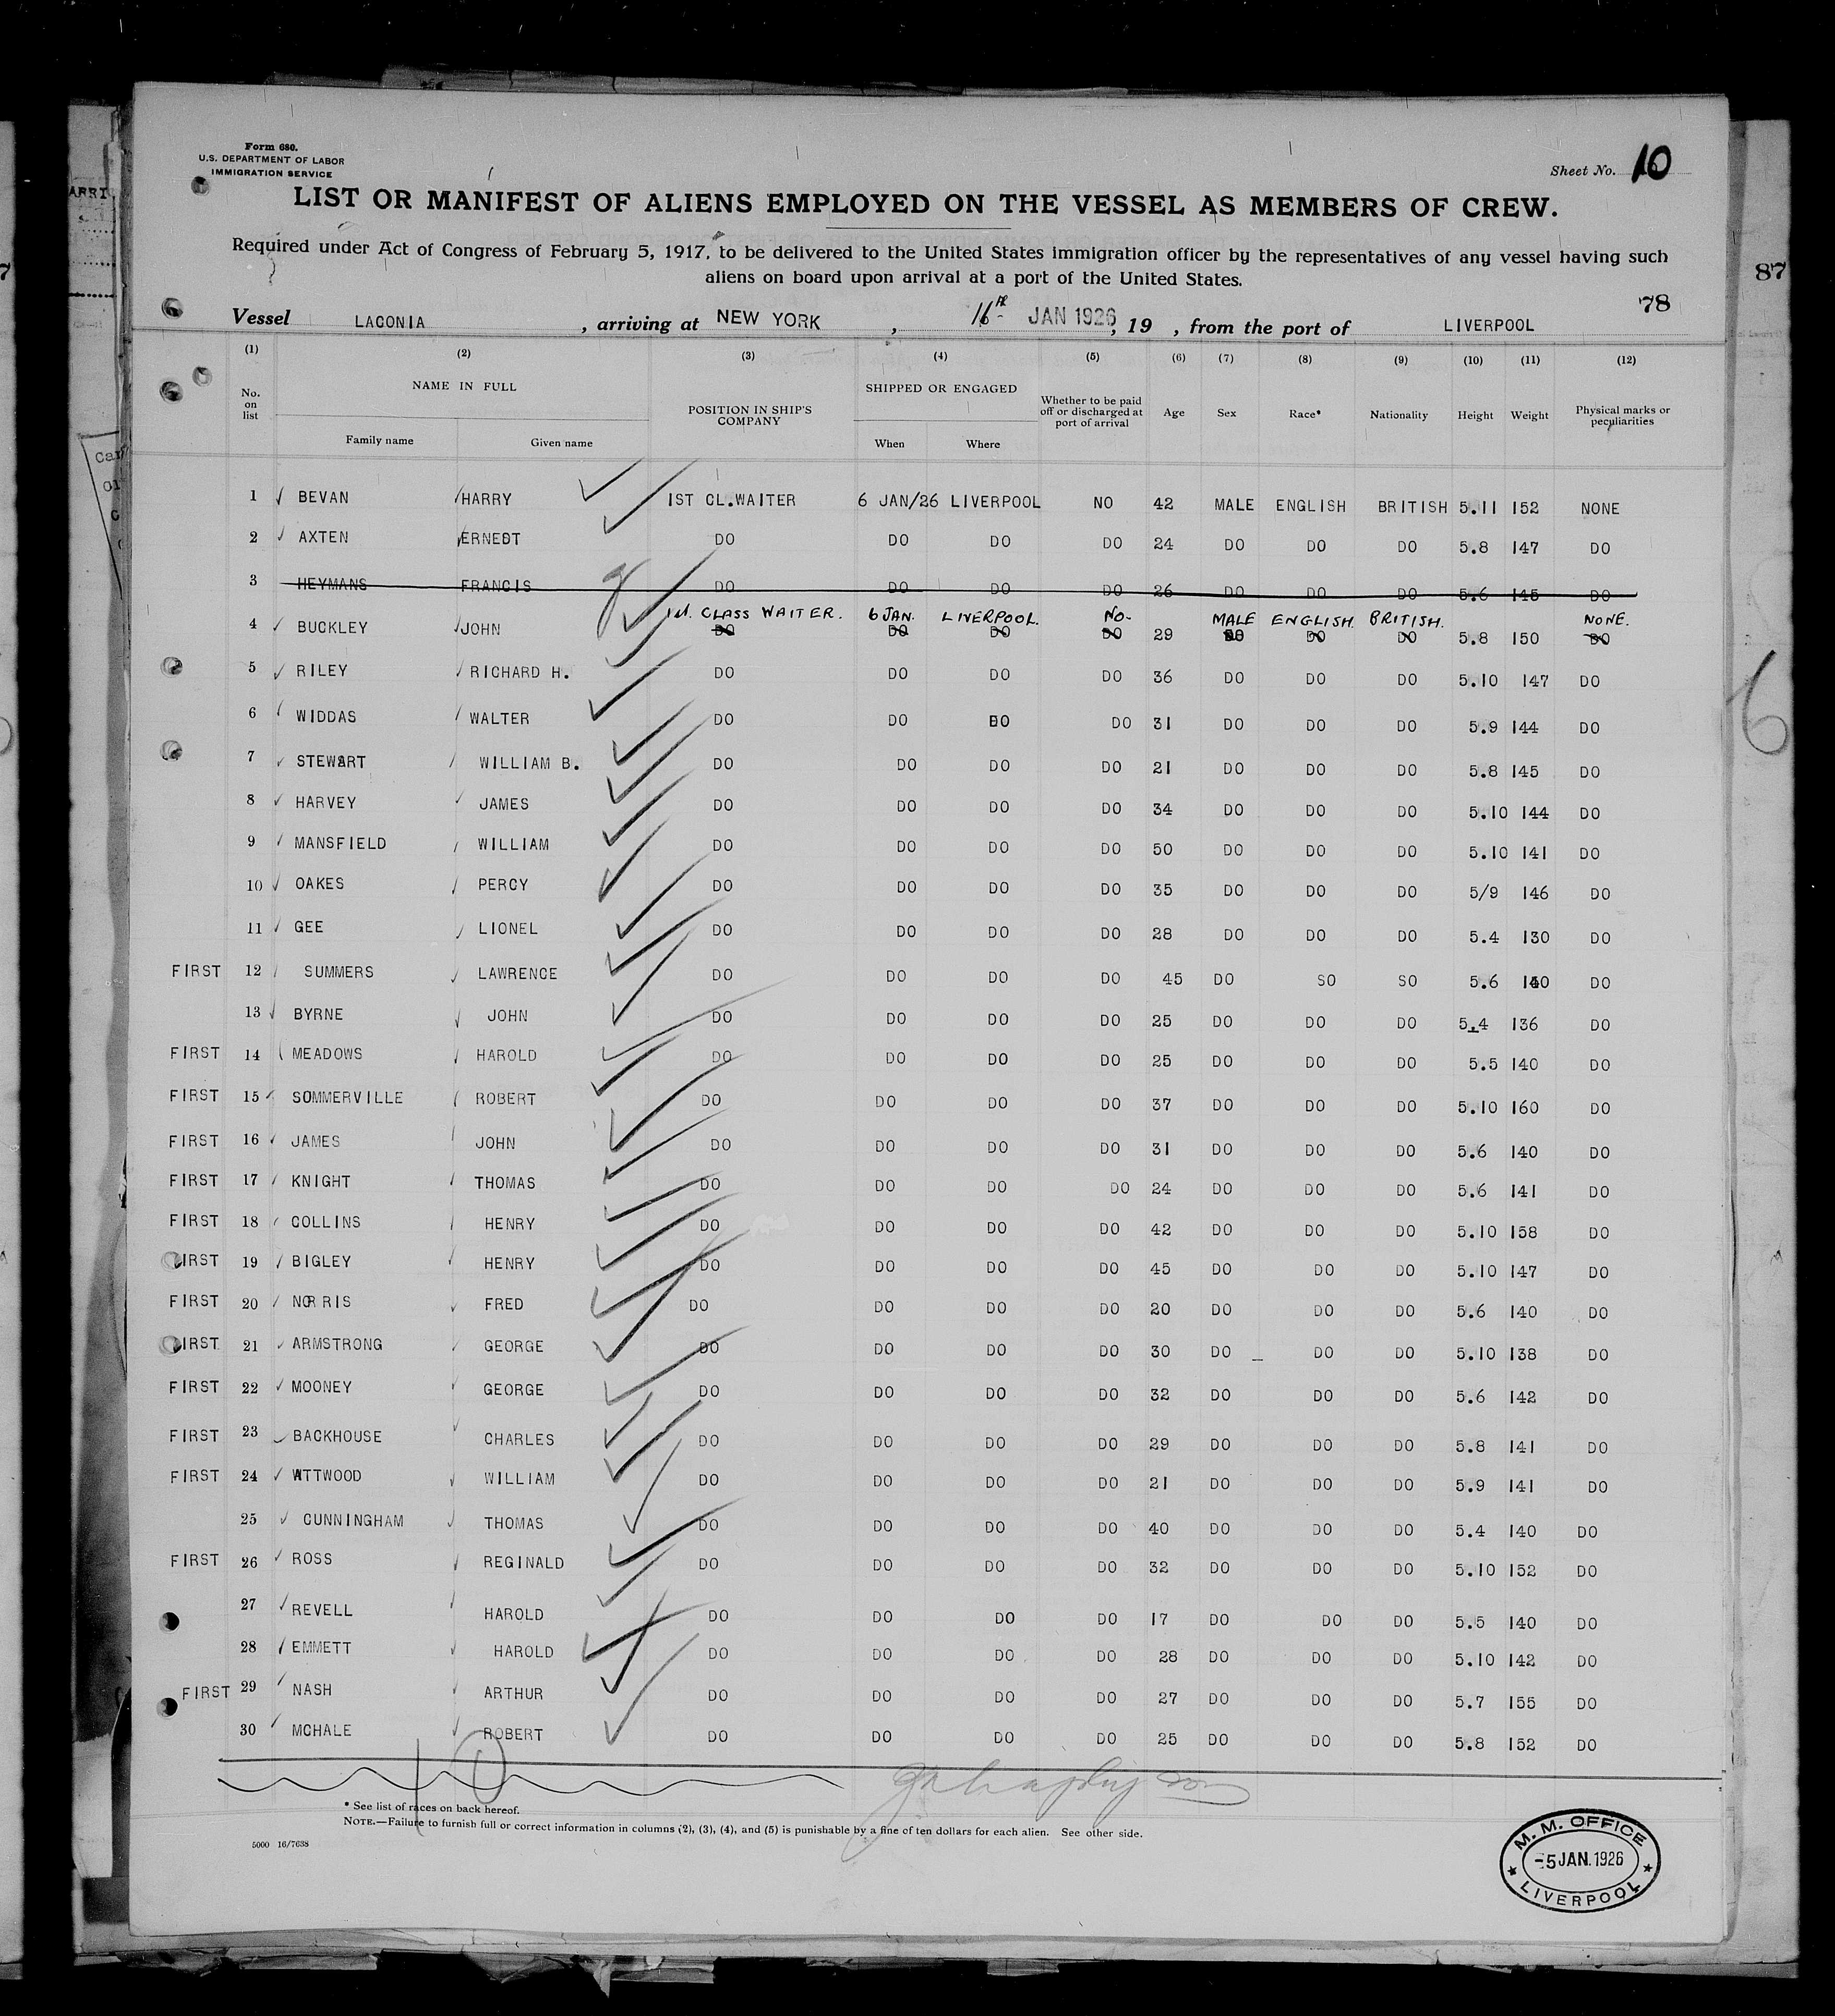 Form 680.
U.S. DEPARTMENT OF LABOR
IMMIGRATION SERVICE
Sheet No. 10
LIST OR MANIFEST OF ALIENS EMPLOYED ON THE VESSEL AS MEMBERS OF CREW.
Required under Act of Congress of February 5, 1917, to be delivered to the United States immigration officer by the representatives of any vessel having such
aliens on board upon arrival at a port of the United States.
87
78
Vessel LACONIA, arriving at NEW YORK, 16th JAN 1926, 19 , from the port of LIVERPOOL
(1) (2) (3) (4) (5) (6) (7) (8) (9) (10) (11) (12)
No. on list NAME IN FULL POSITION IN SHIP'S COMPANY SHIPPED OR ENGAGED Whether to be paid off or discharged at port of arrival Age Sex Race* Nationality Height Weight Physical marks or peculiarities
Family name Given name When Where
1 BEVAN HARRY 1ST CL.WAITER 6 JAN/26 LIVERPOOL NO 42 MALE ENGLISH BRITISH 5.11 152 NONE
2 AXTEN ERNEST DO DO DO DO 24 DO DO DO 5.8 147 DO
3 HEYMANS FRANCIS DO DO DO DO 26 DO DO DO 5.6 145 DO
1st. CLASS WAITER. 6 JAN. LIVERPOOL. NO- MALE ENGLISH. BRITISH. NONE.
4 BUCKLEY JOHN DO DO DO DO 29 DO DO DO 5.8 150 DO
5 RILEY RICHARD H. DO DO DO DO 36 DO DO DO 5.10 147 DO
6 WIDDAS WALTER DO DO DO DO 31 DO DO DO 5.9 144 DO
7 STEWART WILLIAM B. DO DO DO DO 21 DO DO DO 5.8 145 DO
8 HARVEY JAMES DO DO DO DO 34 DO DO DO 5.10 144 DO
9 MANSFIELD WILLIAM DO DO DO DO 50 DO DO DO 5.10 141 DO
10 OAKES PERCY DO DO DO DO 35 DO DO DO 5/9 146 DO
11 GEE LIONEL DO DO DO DO 28 DO DO DO 5.4 130 DO
FIRST 12 SUMMERS LAWRENCE DO DO DO DO 45 DO SO SO 5.6 140 DO
13 BYRNE JOHN DO DO DO DO 25 DO DO DO 5.4 136 DO
FIRST 14 MEADOWS HAROLD DO DO DO DO 25 DO DO DO 5.5 140 DO
FIRST 15 SOMMERVILLE ROBERT DO DO DO DO 37 DO DO DO 5.10 160 DO
FIRST 16 JAMES JOHN DO DO DO DO 31 DO DO DO 5.6 140 DO
FIRST 17 KNIGHT THOMAS DO DO DO DO 24 DO DO DO 5.6 141 DO
FIRST 18 COLLINS HENRY DO DO DO DO 42 DO DO DO 5.10 158 DO
FIRST 19 BIGLEY HENRY DO DO DO DO 45 DO DO DO 5.10 147 DO
FIRST 20 NORRIS FRED DO DO DO DO 20 DO DO DO 5.6 140 DO
FIRST 21 ARMSTRONG GEORGE DO DO DO DO 30 DO DO DO 5.10 138 DO
FIRST 22 MOONEY GEORGE DO DO DO DO 32 DO DO DO 5.6 142 DO
FIRST 23 BACKHOUSE CHARLES DO DO DO DO 29 DO DO DO 5.8 141 DO
FIRST 24 ATTWOOD WILLIAM DO DO DO DO 21 DO DO DO 5.9 141 DO
25 CUNNINGHAM THOMAS DO DO DO DO 40 DO DO DO 5.4 140 DO
FIRST 26 ROSS REGINALD DO DO DO DO 32 DO DO DO 5.10 152 DO
27 REVELL HAROLD DO DO DO DO 17 DO DO DO 5.5 140 DO
28 EMMETT HAROLD DO DO DO DO 28 DO DO DO 5.10 142 DO
FIRST 29 NASH ARTHUR DO DO DO DO 27 DO DO DO 5.7 155 DO
30 MCHALE ROBERT DO DO DO DO 25 DO DO DO 5.8 152 DO
* See list of races on back hereof.
NOTE.—Failure to furnish full or correct information in columns (2), (3), (4), and (5) is punishable by a fine of ten dollars for each alien. See other side.
5000 16/7638
M. M. OFFICE
-5 JAN. 1926
LIVERPOOL